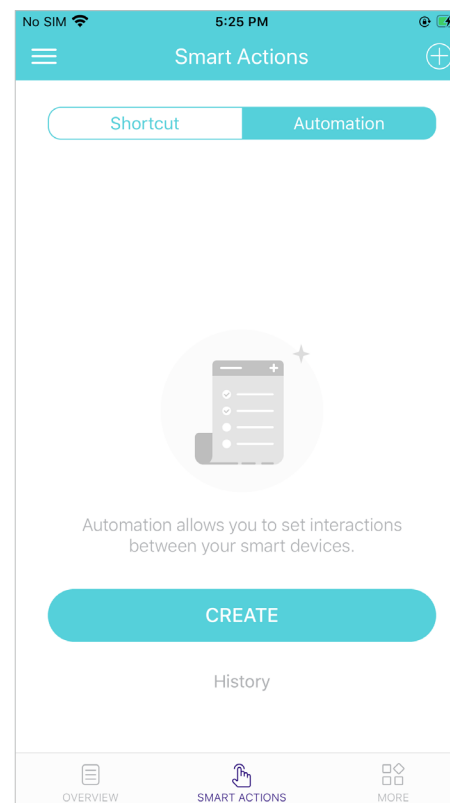 No SIM 5:25 PM
Smart Actions
Shortcut Automation
Automation allows you to set interactions
between your smart devices.
CREATE
History
OVERVIEW SMART ACTIONS MORE